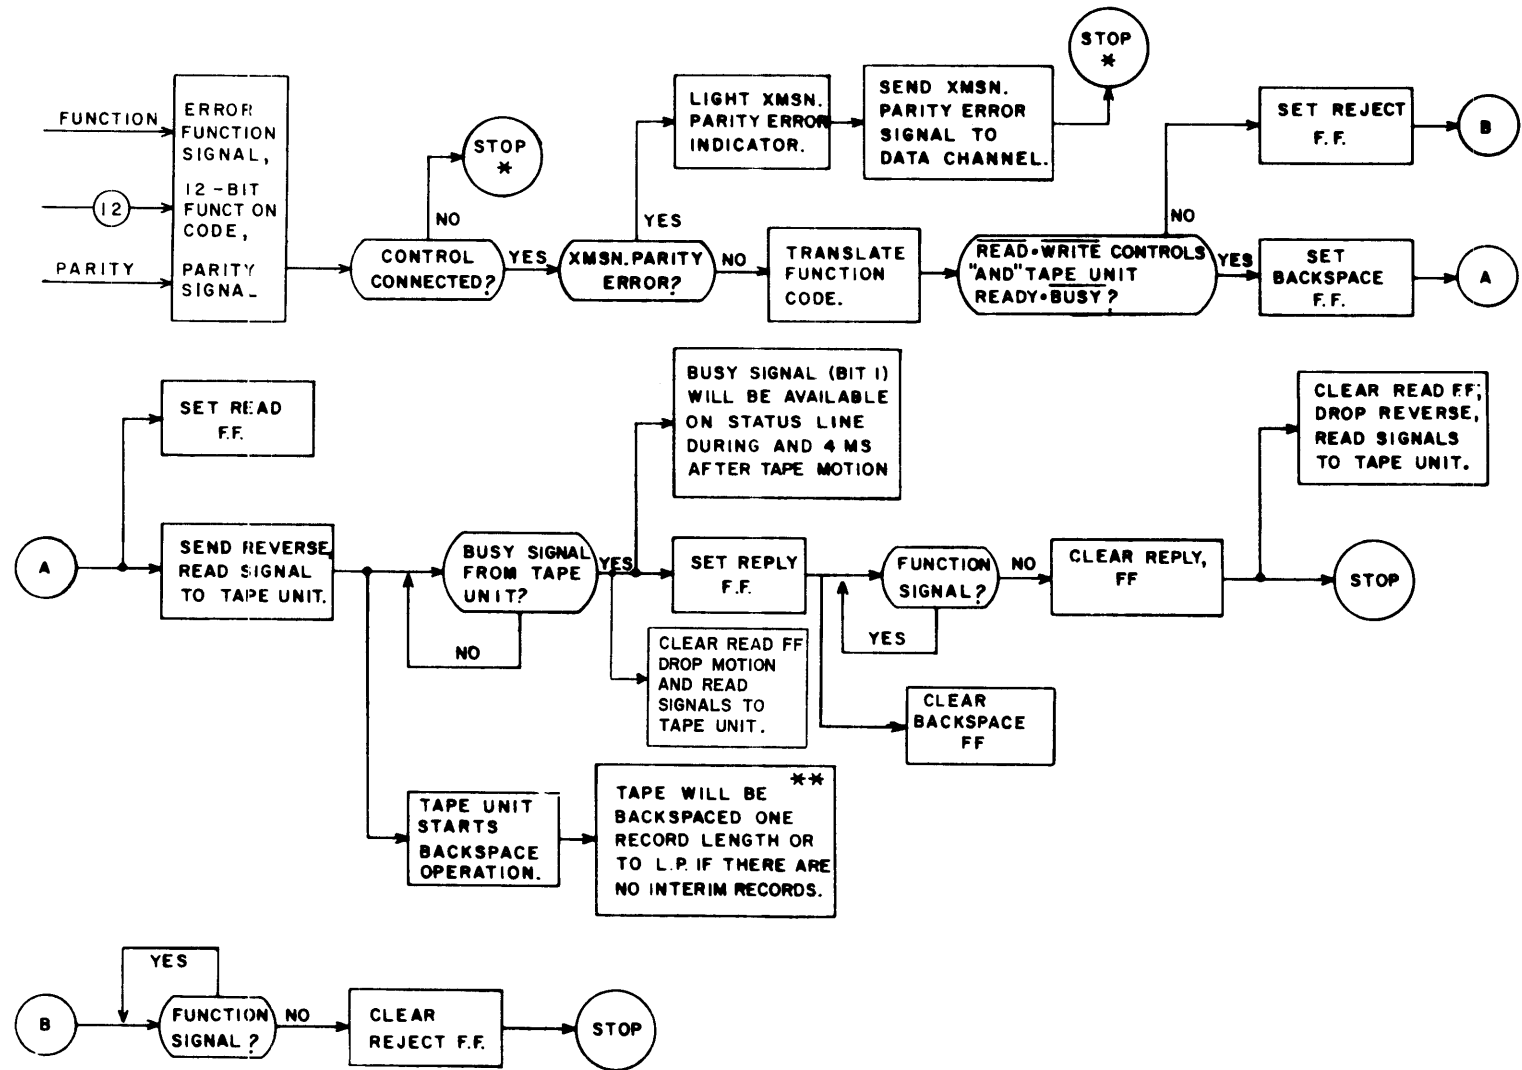 FUNCTION
12
PARITY
ERROR
FUNCTION
SIGNAL,
12-BIT
FUNCTION
CODE,
PARITY
SIGNAL
CONTROL
CONNECTED?
NO
STOP
*
YES
XMSN. PARITY
ERROR?
YES
LIGHT XMSN.
PARITY ERROR
INDICATOR.
SEND XMSN.
PARITY ERROR
SIGNAL TO
DATA CHANNEL.
STOP
*
NO
TRANSLATE
FUNCTION
CODE.
READ•WRITE CONTROLS
"AND" TAPE UNIT
READY•BUSY?
NO
SET REJECT
F.F.
B
YES
SET
BACKSPACE
F.F.
A
A
SET READ
F.F.
SEND REVERSE,
READ SIGNAL
TO TAPE UNIT.
BUSY SIGNAL
FROM TAPE
UNIT?
NO
YES
BUSY SIGNAL (BIT 1)
WILL BE AVAILABLE
ON STATUS LINE
DURING AND 4 MS
AFTER TAPE MOTION
SET REPLY
F.F.
CLEAR READ FF
DROP MOTION
AND READ
SIGNALS TO
TAPE UNIT.
FUNCTION
SIGNAL?
YES
NO
CLEAR
BACKSPACE
FF
CLEAR REPLY,
FF
CLEAR READ F.F;
DROP REVERSE,
READ SIGNALS
TO TAPE UNIT.
STOP
TAPE UNIT
STARTS
BACKSPACE
OPERATION.
**
TAPE WILL BE
BACKSPACED ONE
RECORD LENGTH OR
TO L.P. IF THERE ARE
NO INTERIM RECORDS.
B
YES
FUNCTION
SIGNAL?
NO
CLEAR
REJECT F.F.
STOP